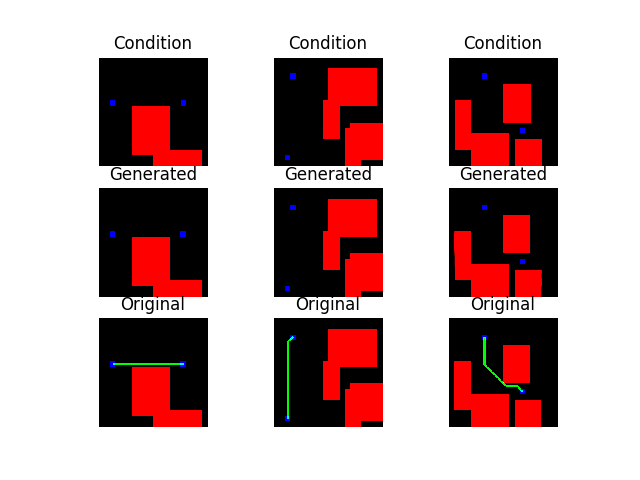 Condition Condition Condition
Generated Generated Generated
Original Original Original